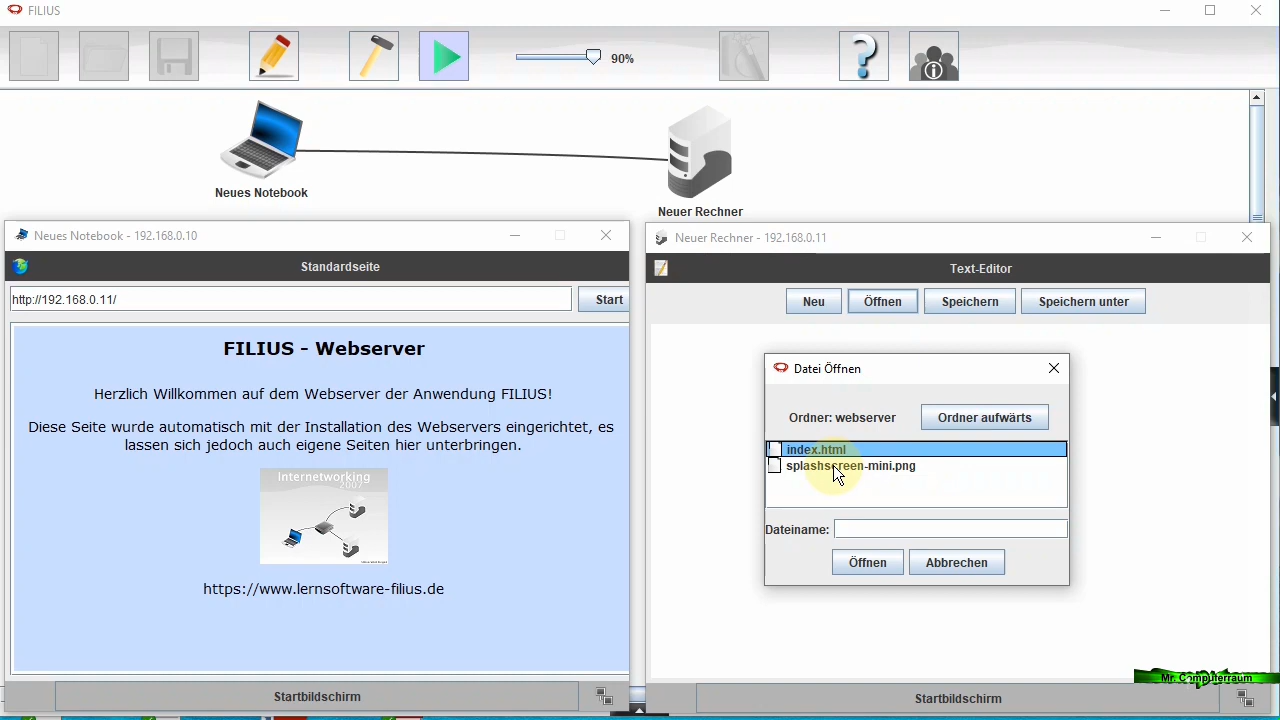 FILIUS
90%
Neues Notebook
Neuer Rechner
Neues Notebook - 192.168.0.10
Standardseite
http://192.168.0.11/
Start
FILIUS - Webserver
Herzlich Willkommen auf dem Webserver der Anwendung FILIUS!
Diese Seite wurde automatisch mit der Installation des Webservers eingerichtet, es
lassen sich jedoch auch eigene Seiten hier unterbringen.
Internetworking
2007
https://www.lernsoftware-filius.de
Startbildschirm
Neuer Rechner - 192.168.0.11
Text-Editor
Neu
Öffnen
Speichern
Speichern unter
Datei Öffnen
Ordner: webserver
Ordner aufwärts
index.html
splashscreen-mini.png
Dateiname:
Öffnen
Abbrechen
Mr. Computerraum
Startbildschirm